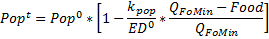 Pop^t = Pop^0 * [1 − k_pop / ED^0 * (Q_FoMin − Food) / Q_FoMin]